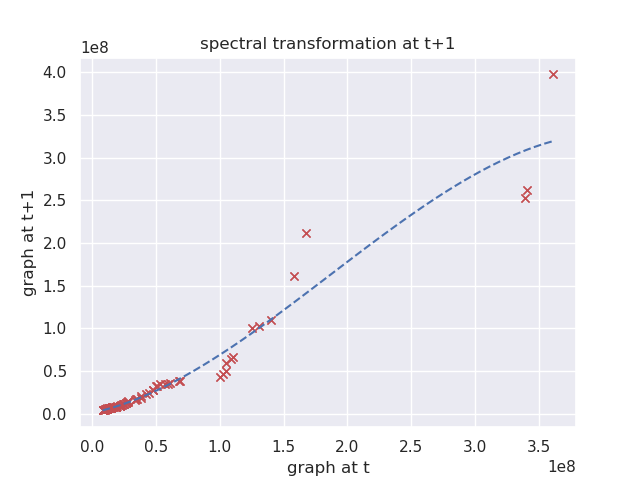 spectral transformation at t+1
1e8
4.0
3.5
3.0
2.5
2.0
1.5
1.0
0.5
0.0
graph at t+1
0.0 0.5 1.0 1.5 2.0 2.5 3.0 3.5
1e8
graph at t